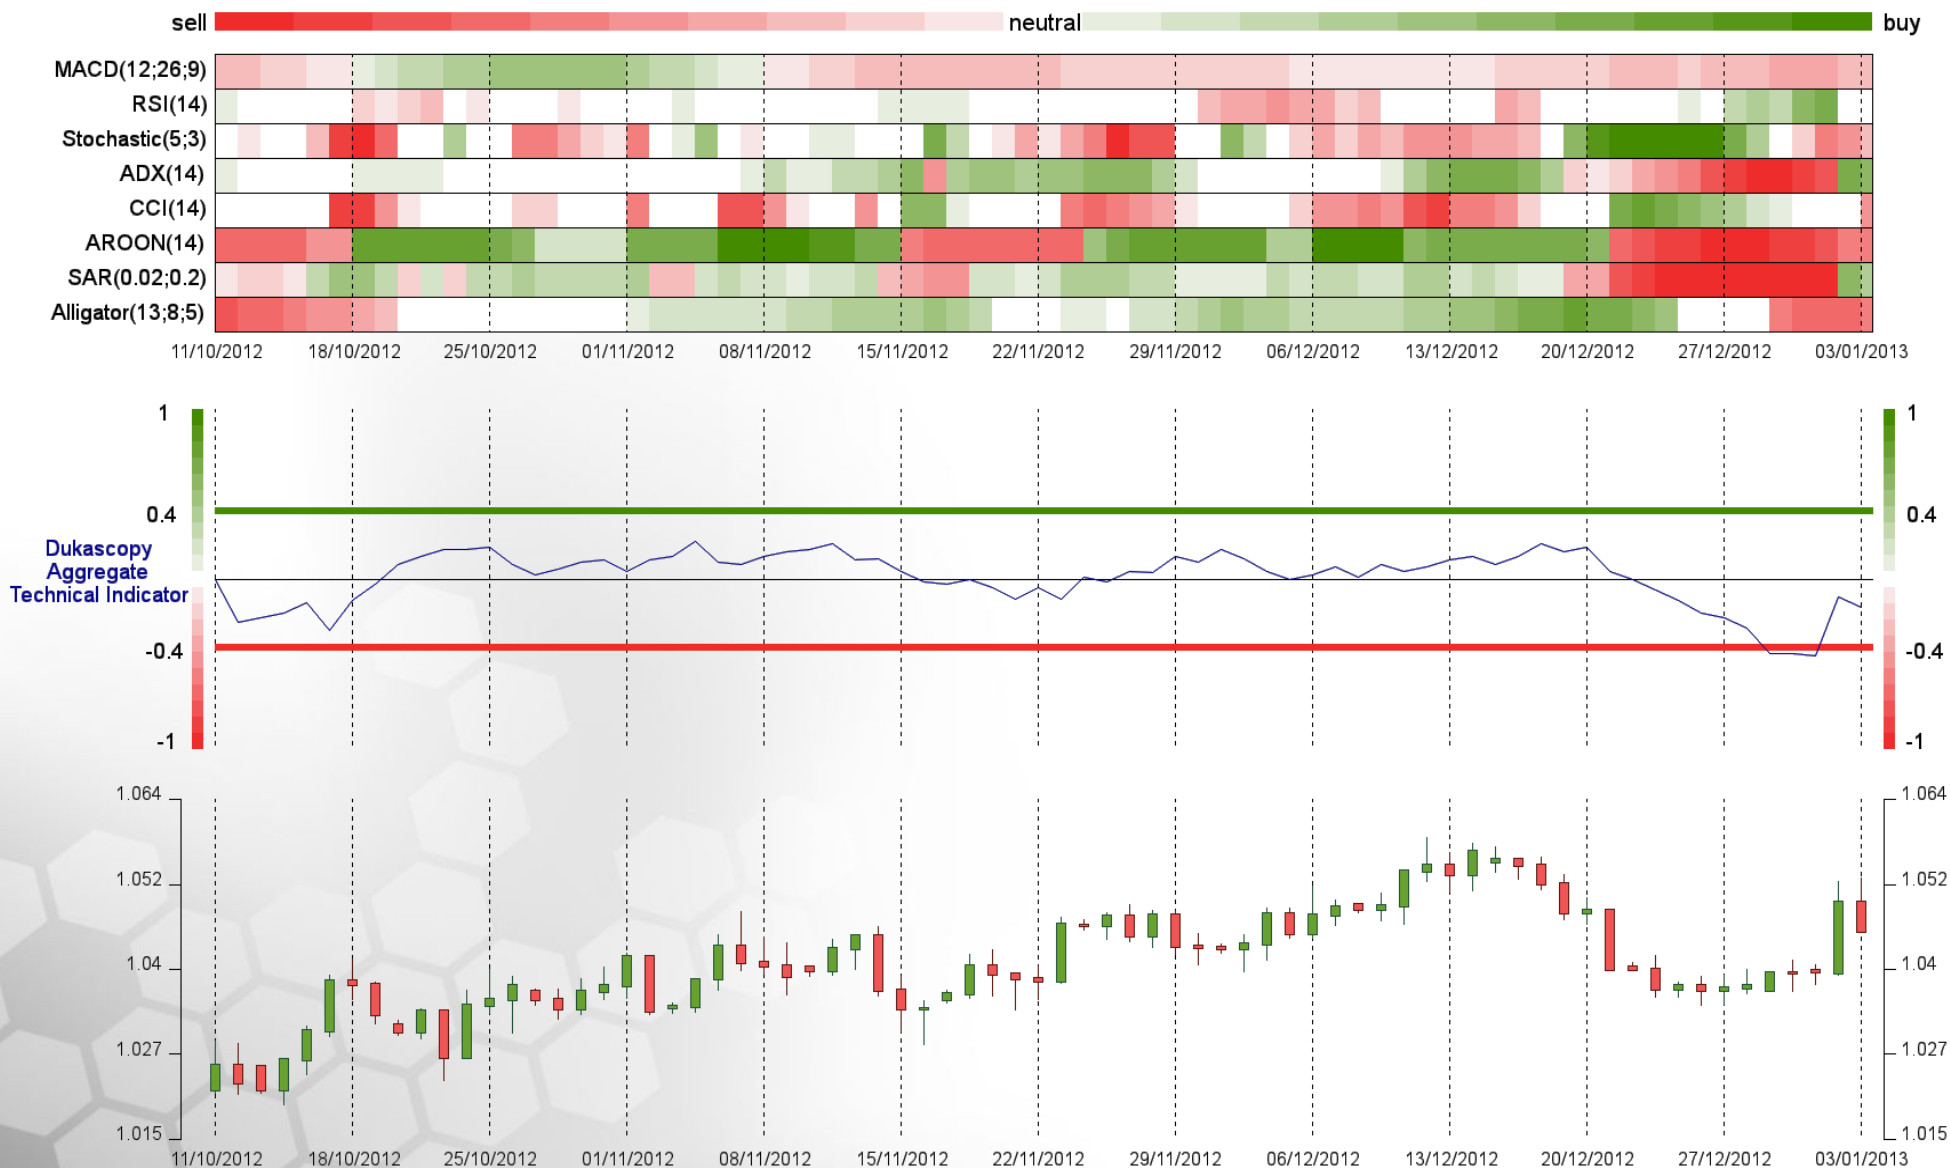 sell neutral buy
MACD(12;26;9)
RSI(14)
Stochastic(5;3)
ADX(14)
CCI(14)
AROON(14)
SAR(0.02;0.2)
Alligator(13;8;5)
11/10/2012 18/10/2012 25/10/2012 01/11/2012 08/11/2012 15/11/2012 22/11/2012 29/11/2012 06/12/2012 13/12/2012 20/12/2012 27/12/2012 03/01/2013
1 1
0.4 0.4
Dukascopy
Aggregate
Technical Indicator
-0.4 -0.4
-1 -1
1.064 1.064
1.052 1.052
1.04 1.04
1.027 1.027
1.015 1.015
11/10/2012 18/10/2012 25/10/2012 01/11/2012 08/11/2012 15/11/2012 22/11/2012 29/11/2012 06/12/2012 13/12/2012 20/12/2012 27/12/2012 03/01/2013